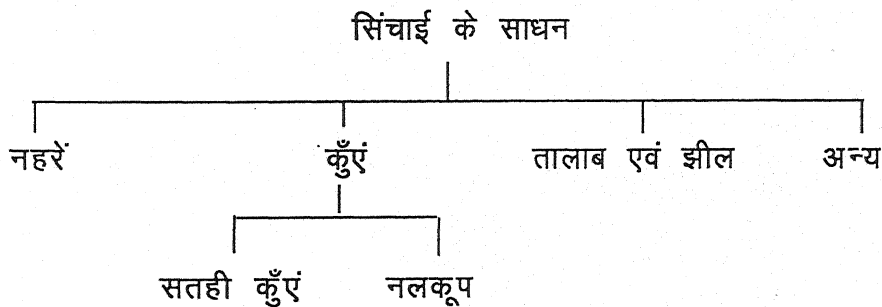 सिंचाई के साधन
नहरें कुँएं तालाब एवं झील अन्य
सतही कुँएं नलकूप